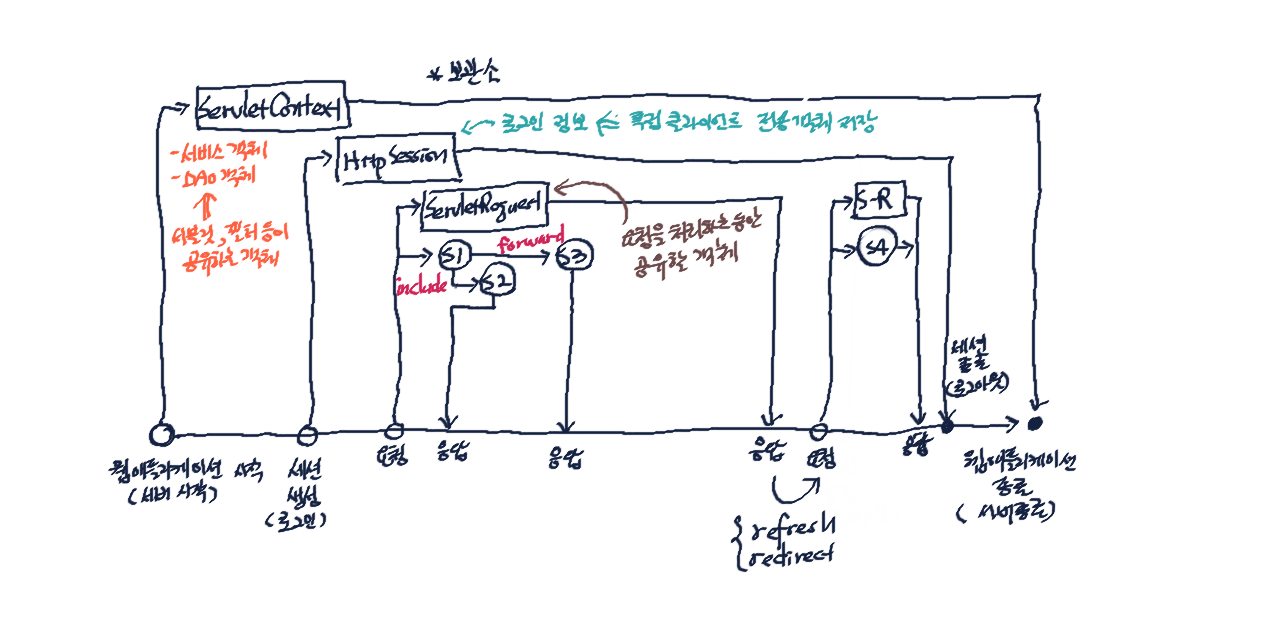 * 보관소
ServletContext
로그인 정보 ⇐ 특정 클라이언트 전용 객체 저장
- 서비스 객체
- DAO 객체
HttpSession
ServletRequest
S-R
서블릿, 필터 등이
공유하는 객체
요청을 처리하는 동안
공유할 객체
forward
S1
S3
S4
include
S2
세션
(로그아웃)
웹애플리케이션 시작
(서버 시작)
세션
생성
(로그인)
요청
응답
응답
응답
요청
응답
웹애플리케이션
종료
(서버종료)
{ refresh
redirect